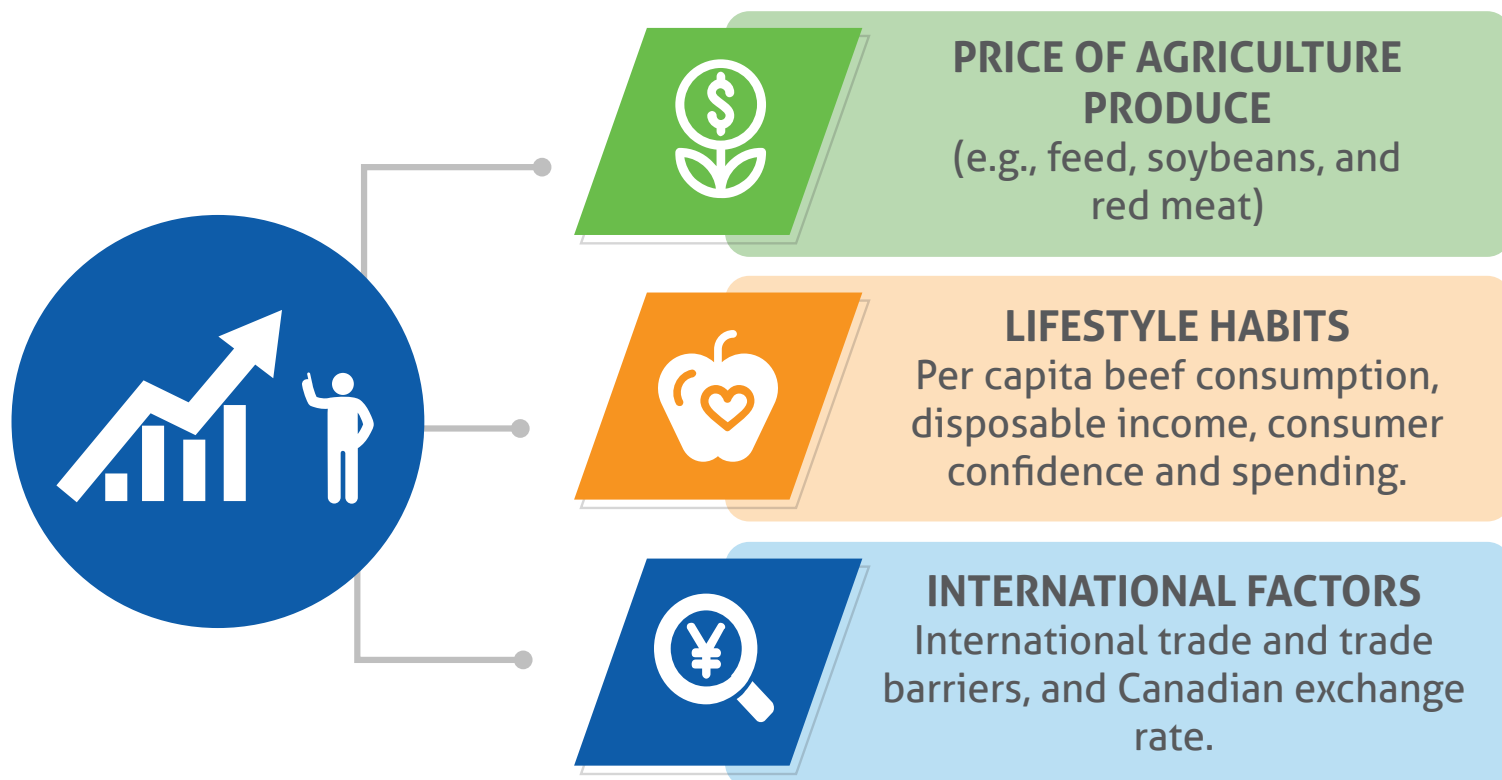 PRICE OF AGRICULTURE
PRODUCE
(e.g., feed, soybeans, and
red meat)
LIFESTYLE HABITS
Per capita beef consumption,
disposable income, consumer
confidence and spending.
INTERNATIONAL FACTORS
International trade and trade
barriers, and Canadian exchange
rate.